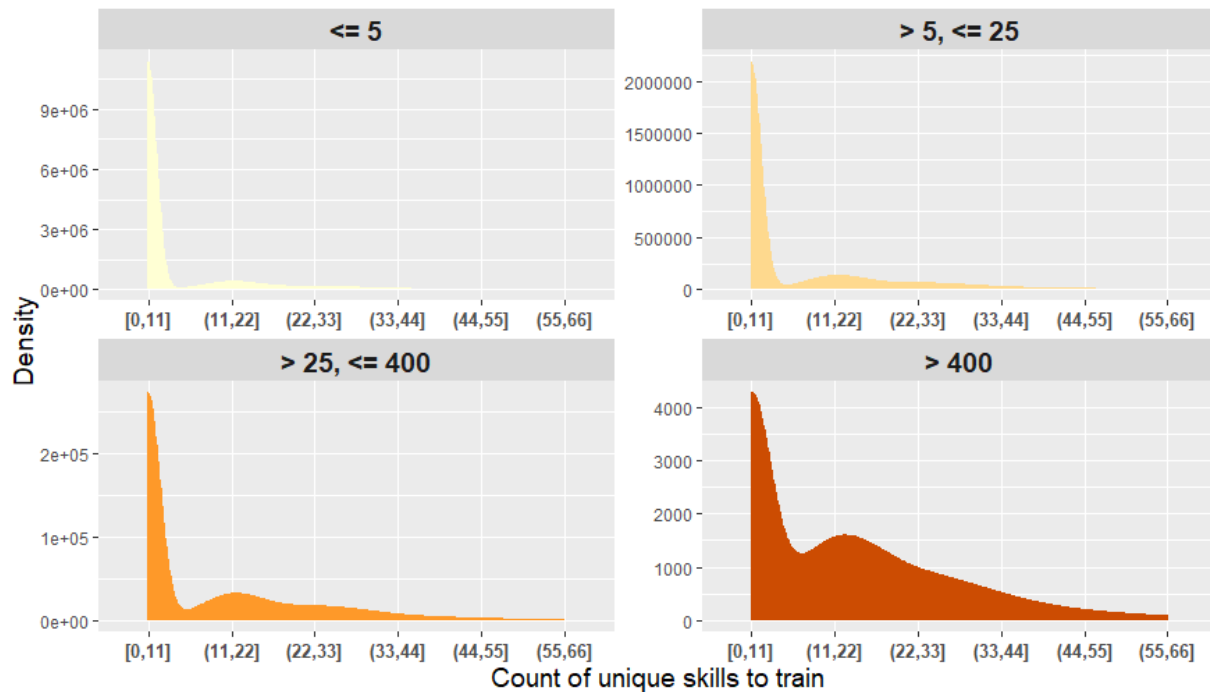 <= 5
9e+06
6e+06
3e+06
0e+00
[0,11] (11,22] (22,33] (33,44] (44,55] (55,66]
> 5, <= 25
2000000
1500000
1000000
500000
0
[0,11] (11,22] (22,33] (33,44] (44,55] (55,66]
Density
> 25, <= 400
2e+05
1e+05
0e+00
[0,11] (11,22] (22,33] (33,44] (44,55] (55,66]
> 400
4000
3000
2000
1000
0
[0,11] (11,22] (22,33] (33,44] (44,55] (55,66]
Count of unique skills to train